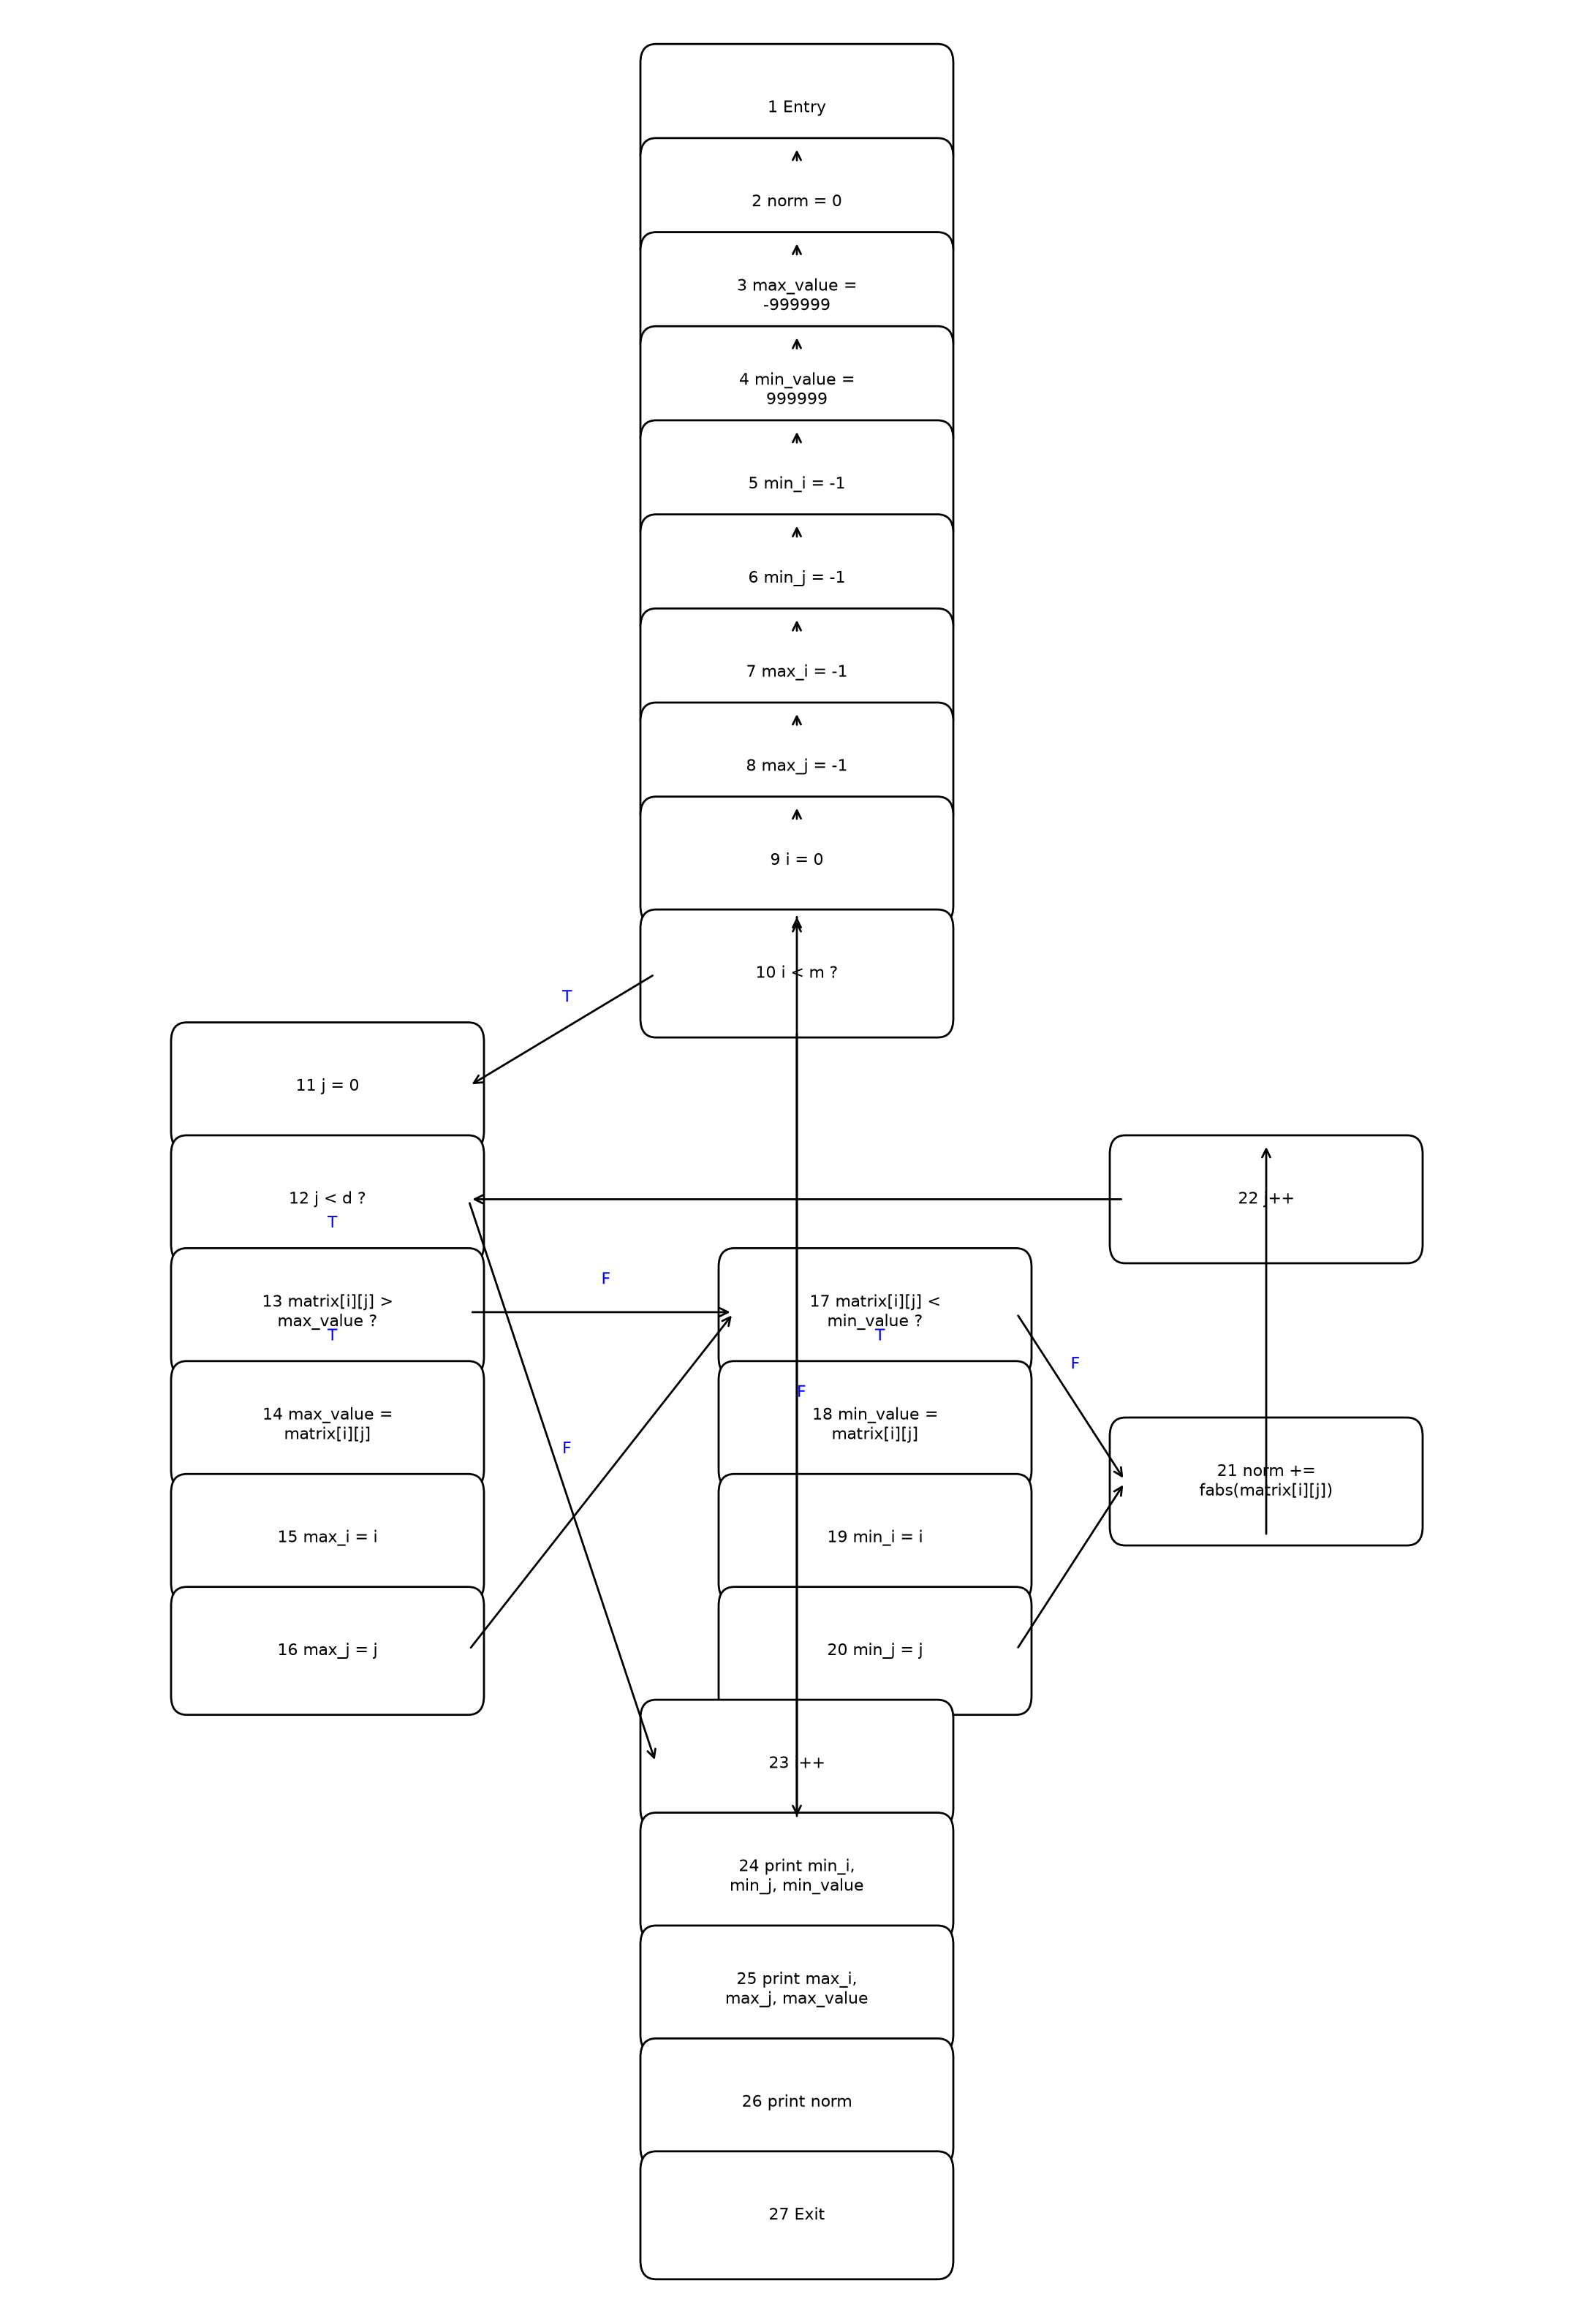 1 Entry
2 norm = 0
3 max_value =
-999999
4 min_value =
999999
5 min_i = -1
6 min_j = -1
7 max_i = -1
8 max_j = -1
9 i = 0
10 i < m ?
T
11 j = 0
12 j < d ?
T
22 j++
13 matrix[i][j] >
max_value ?
T
F
17 matrix[i][j] <
min_value ?
T
F
14 max_value =
matrix[i][j]
F
F
18 min_value =
matrix[i][j]
21 norm +=
fabs(matrix[i][j])
15 max_i = i
19 min_i = i
16 max_j = j
20 min_j = j
23 i++
24 print min_i,
min_j, min_value
25 print max_i,
max_j, max_value
26 print norm
27 Exit